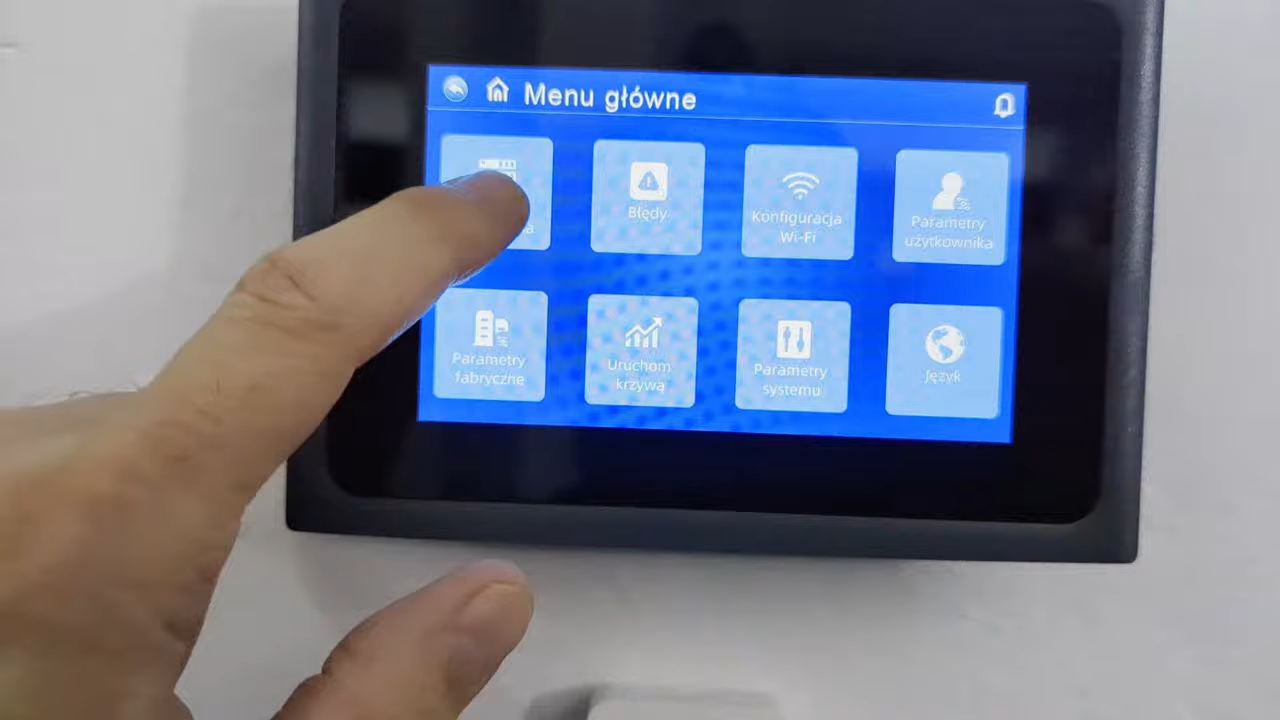 Menu główne
Błędy
Konfiguracja
Wi-Fi
Parametry
użytkownika
Parametry
fabryczne
Uruchom
krzywą
Parametry
systemu
Język